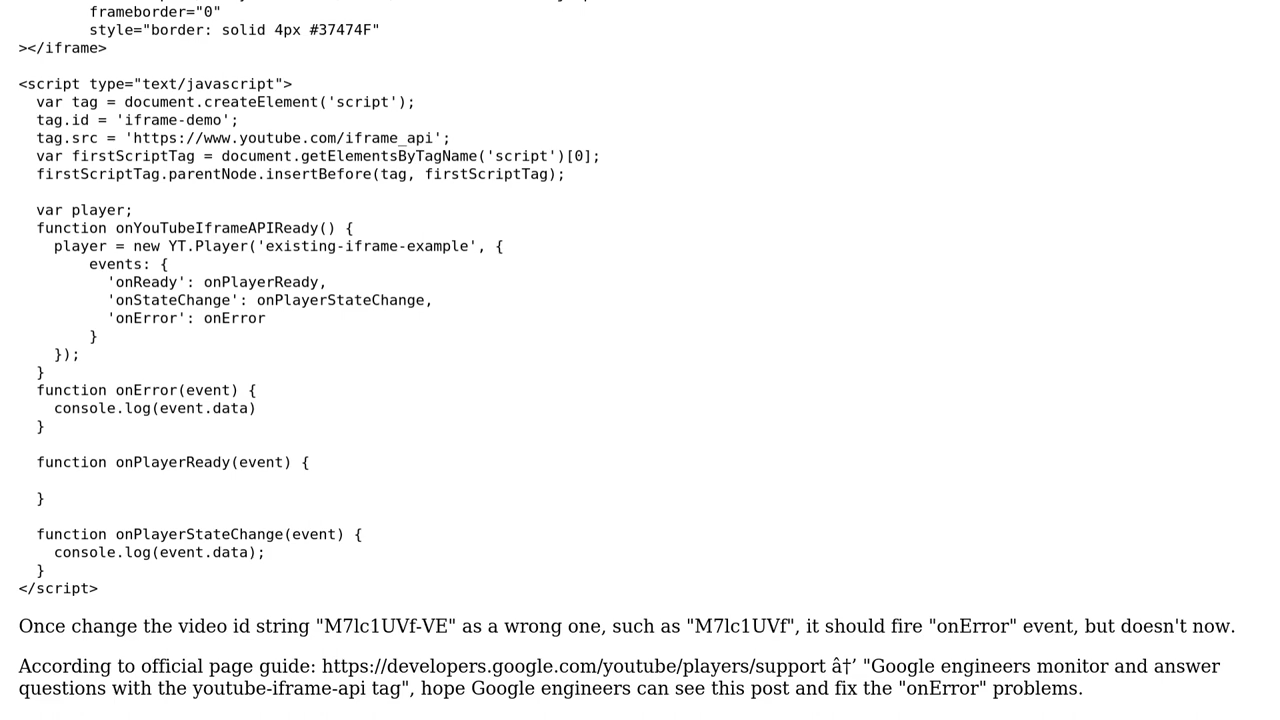 frameborder="0"
style="border: solid 4px #37474F"
></iframe>
<script type="text/javascript">
var tag = document.createElement('script');
tag.id = 'iframe-demo';
tag.src = 'https://www.youtube.com/iframe_api';
var firstScriptTag = document.getElementsByTagName('script')[0];
firstScriptTag.parentNode.insertBefore(tag, firstScriptTag);
var player;
function onYouTubeIframeAPIReady() {
player = new YT.Player('existing-iframe-example', {
events: {
'onReady': onPlayerReady,
'onStateChange': onPlayerStateChange,
'onError': onError
}
});
}
function onError(event) {
console.log(event.data)
}
function onPlayerReady(event) {
}
function onPlayerStateChange(event) {
console.log(event.data);
}
</script>
Once change the video id string "M7lc1UVf-VE" as a wrong one, such as "M7lc1UVf", it should fire "onError" event, but doesn't now.
According to official page guide: https://developers.google.com/youtube/players/support â†’ "Google engineers monitor and answer
questions with the youtube-iframe-api tag", hope Google engineers can see this post and fix the "onError" problems.